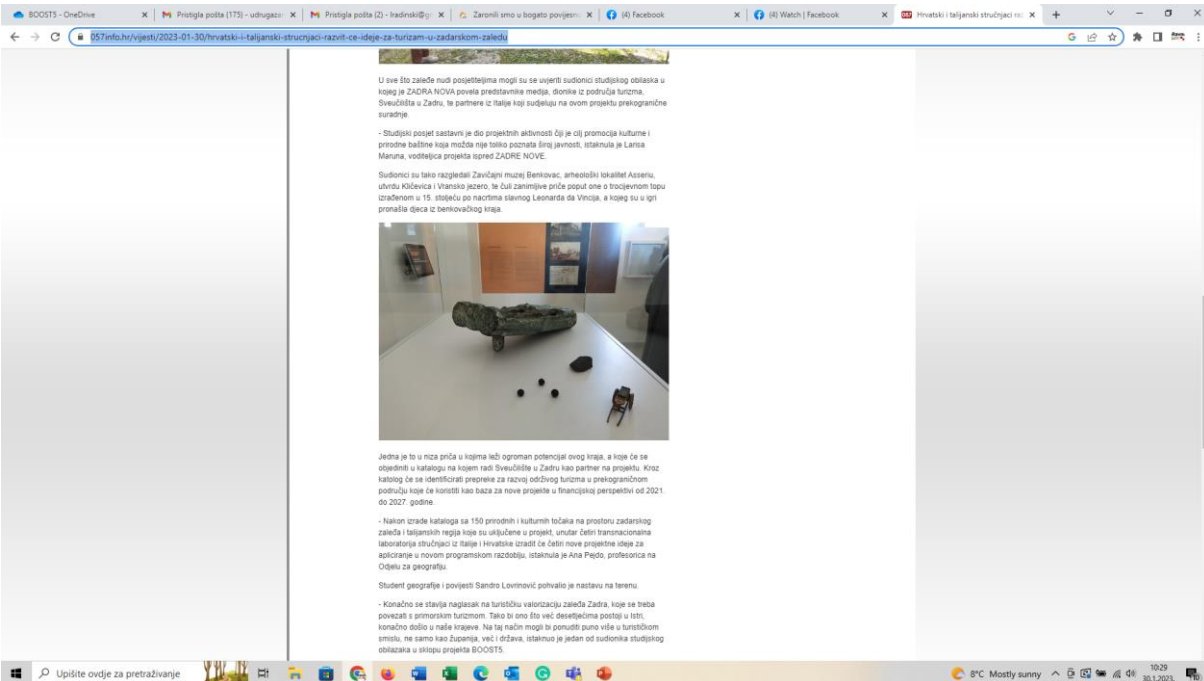 BOOST5 - OneDrive
Pristigla pošta (175) - udrugaza
Pristigla pošta (2) - lradinski@gr
Zaronili smo u bogato povijesno
(4) Facebook
(4) Watch | Facebook
Hrvatski i talijanski stručnjaci raz
057info.hr/vijesti/2023-01-30/hrvatski-i-talijanski-strucnjaci-razvit-ce-ideje-za-turizam-u-zadarskom-zaledu
U sve što zaleđe nudi posjetiteljima mogli su se uvjeriti sudionici studijskog obilaska u
kojeg je ZADRA NOVA povela predstavnike medija, dionike iz područja turizma,
Sveučilišta u Zadru, te partnere iz Italije koji sudjeluju na ovom projektu prekogranične
suradnje.
- Studijski posjet sastavni je dio projektnih aktivnosti čiji je cilj promocija kulturne i
prirodne baštine koja možda nije toliko poznata široj javnosti, istaknula je Larisa
Maruna, voditeljica projekta ispred ZADRE NOVE.
Sudionici su tako razgledali Zavičajni muzej Benkovac, arheološki lokalitet Asseriu,
utvrdu Kličevica i Vransko jezero, te čuli zanimljive priče poput one o trocijevnom topu
izrađenom u 15. stoljeću po nacrtima slavnog Leonarda da Vincija, a kojeg su u igri
pronašla djeca iz benkovačkog kraja.
Jedna je to u niza priča u kojima leži ogroman potencijal ovog kraja, a koje će se
objediniti u katalogu na kojem radi Sveučilište u Zadru kao partner na projektu. Kroz
katolog će se identificirati prepreke za razvoj održivog turizma u prekograničnom
području koje će koristiti kao baza za nove projekte u financijskoj perspektivi od 2021.
do 2027. godine.
- Nakon izrade kataloga sa 150 prirodnih i kulturnih točaka na prostoru zadarskog
zaleđa i talijanskih regija koje su uključene u projekt, unutar četiri transnacionalna
laboratorija stručnjaci iz Italije i Hrvatske izradit će četiri nove projektne ideje za
apliciranje u novom programskom razdoblju, istaknula je Ana Pejdo, profesorica na
Odjelu za geografiju.
Student geografije i povijesti Sandro Lovrinović pohvalio je nastavu na terenu.
- Konačno se stavlja naglasak na turističku valorizaciju zaleđa Zadra, koje se treba
povezati s primorskim turizmom. Tako bi ono što već desetljećima postoji u Istri,
konačno došlo u naše krajeve. Na taj način mogli bi ponuditi puno više u turističkom
smislu, ne samo kao županija, već i država, istaknuo je jedan od sudionika studijskog
obilazaka u sklopu projekta BOOST5.
Upišite ovdje za pretraživanje
8°C Mostly sunny
10:29
30.1.2023.